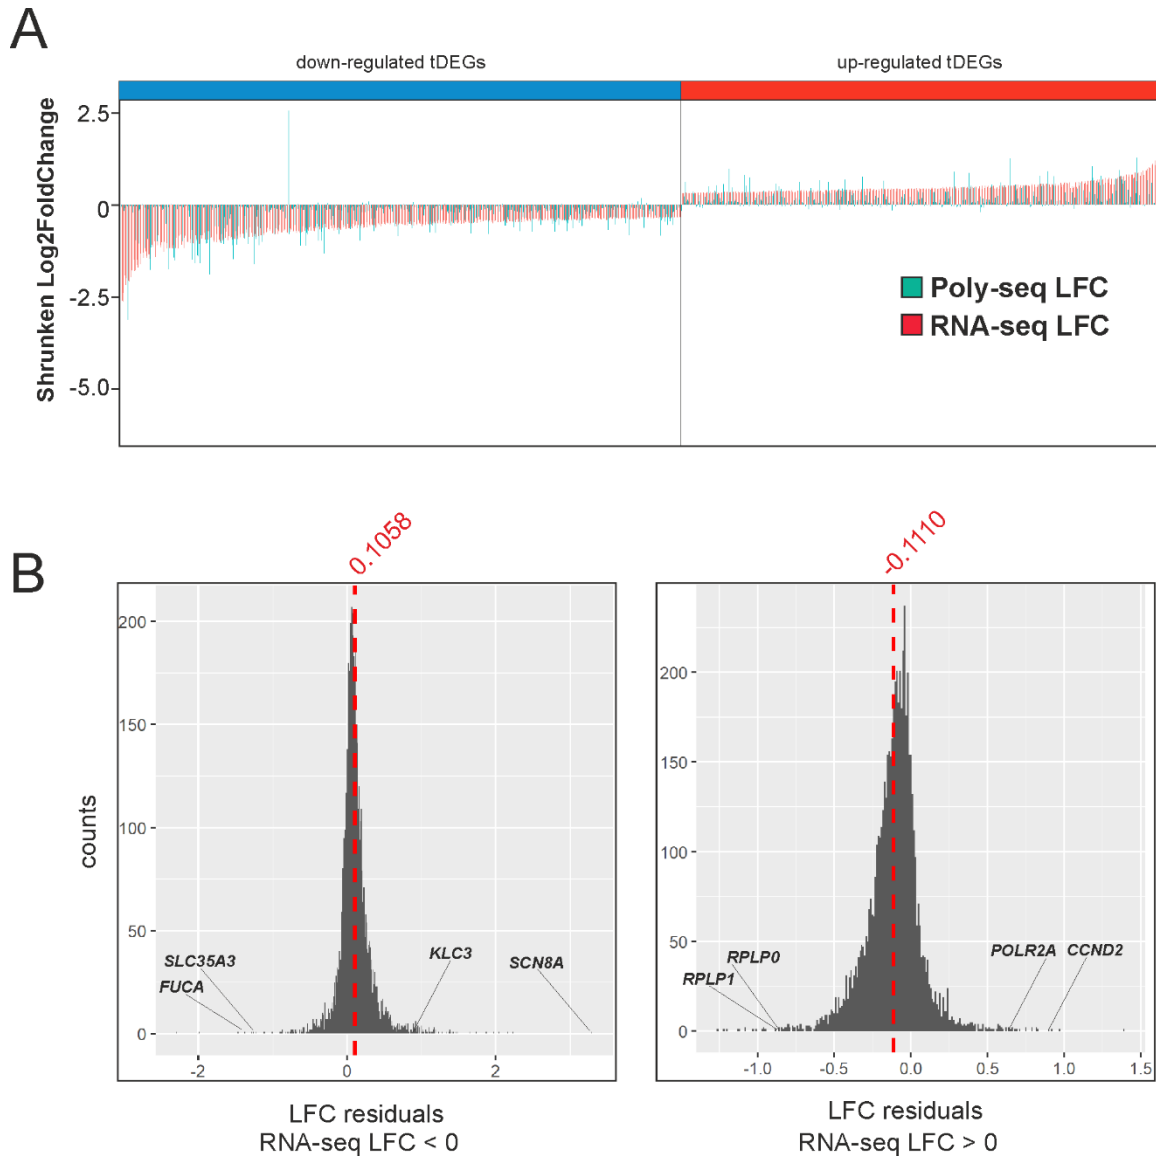 A
down-regulated tDEGs
up-regulated tDEGs
Shrunken Log2FoldChange
2.5
0
-2.5
-5.0
Poly-seq LFC
RNA-seq LFC
B
0.1058
-0.1110
counts
200
150
100
50
0
SLC35A3
FUCA
KLC3
SCN8A
-2
0
2
LFC residuals
RNA-seq LFC < 0
200
150
100
50
0
RPLP0
RPLP1
POLR2A
CCND2
-1.0
-0.5
0.0
0.5
1.0
1.5
LFC residuals
RNA-seq LFC > 0